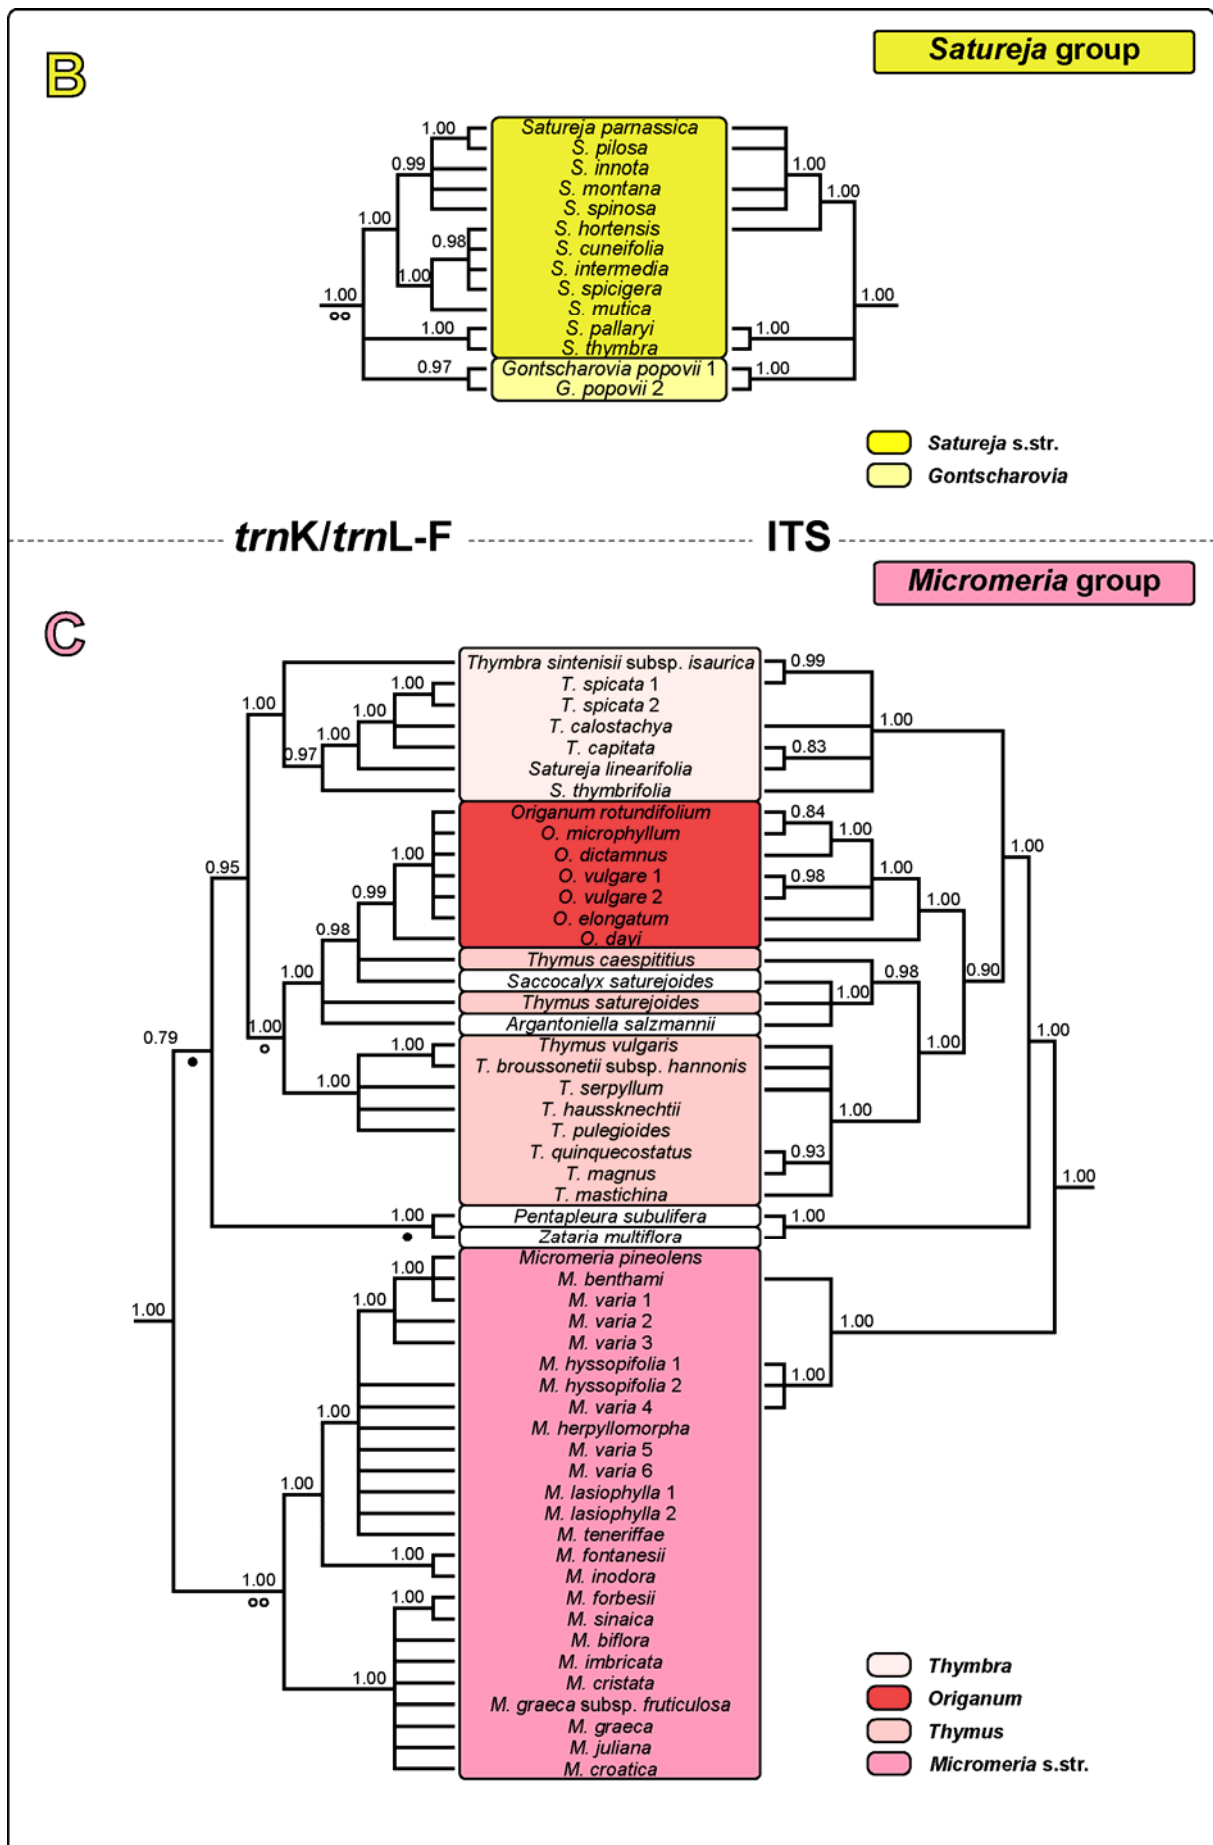 B
Satureja group
1.00
0.99
1.00
0.98
1.00
1.00
1.00
0.97
Satureja parnassica
S. pilosa
S. innota
S. montana
S. spinosa
S. hortensis
S. cuneifolia
S. intermedia
S. spicigera
S. mutica
S. pallaryi
S. thymbra
Gontscharovia popovii 1
G. popovii 2
1.00
1.00
1.00
1.00
1.00
Satureja s.str.
Gontscharovia
trnK/trnL-F
ITS
Micromeria group
C
1.00
1.00
1.00
1.00
0.97
1.00
0.99
0.95
0.98
1.00
1.00
0.79
1.00
1.00
1.00
1.00
1.00
1.00
1.00
1.00
1.00
1.00
1.00
1.00
Thymbra sintenisii subsp. isaurica
T. spicata 1
T. spicata 2
T. calostachya
T. capitata
Satureja linearifolia
S. thymbrifolia
Origanum rotundifolium
O. microphyllum
O. dictamnus
O. vulgare 1
O. vulgare 2
O. elongatum
O. dayi
Thymus caespititius
Saccocalyx saturejoides
Thymus saturejoides
Argantoniella salzmannii
Thymus vulgaris
T. broussonetii subsp. hannonis
T. serpyllum
T. haussknechtii
T. pulegioides
T. quinquecostatus
T. magnus
T. mastichina
Pentapleura subulifera
Zataria multiflora
Micromeria pineolens
M. benthami
M. varia 1
M. varia 2
M. varia 3
M. hyssopifolia 1
M. hyssopifolia 2
M. varia 4
M. herpyllomorpha
M. varia 5
M. varia 6
M. lasiophylla 1
M. lasiophylla 2
M. teneriffae
M. fontanesii
M. inodora
M. forbesii
M. sinaica
M. biflora
M. imbricata
M. cristata
M. graeca subsp. fruticulosa
M. graeca
M. juliana
M. croatica
0.99
1.00
0.83
0.84
1.00
1.00
1.00
0.98
1.00
0.98
0.90
1.00
1.00
1.00
1.00
0.93
1.00
1.00
1.00
1.00
Thymbra
Origanum
Thymus
Micromeria s.str.